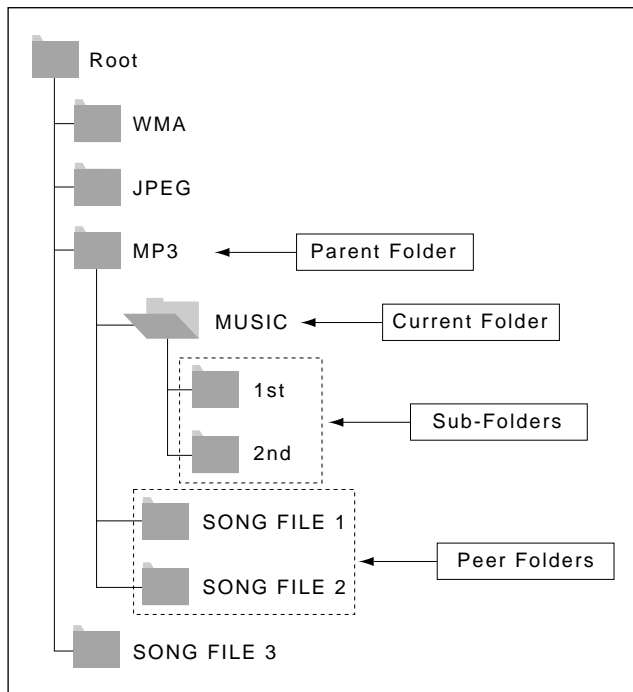 Root
WMA
JPEG
MP3
Parent Folder
MUSIC
Current Folder
1st
Sub-Folders
2nd
SONG FILE 1
Peer Folders
SONG FILE 2
SONG FILE 3